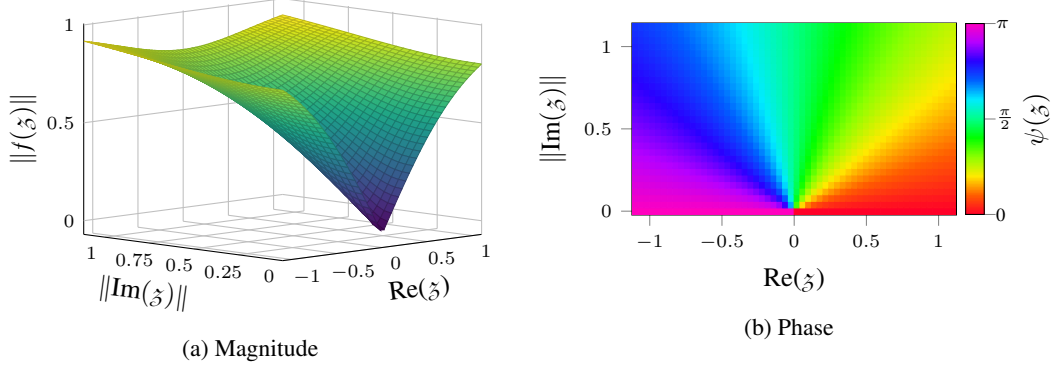 1
0.5
0
‖f(𝔷)‖
1
0.75
0.5
0.25
0
‖Im(𝔷)‖
−1
−0.5
0
0.5
1
Re(𝔷)
(a) Magnitude
1
0.5
0
‖Im(𝔷)‖
−1
−0.5
0
0.5
1
Re(𝔷)
π
π/2
0
ψ(𝔷)
(b) Phase